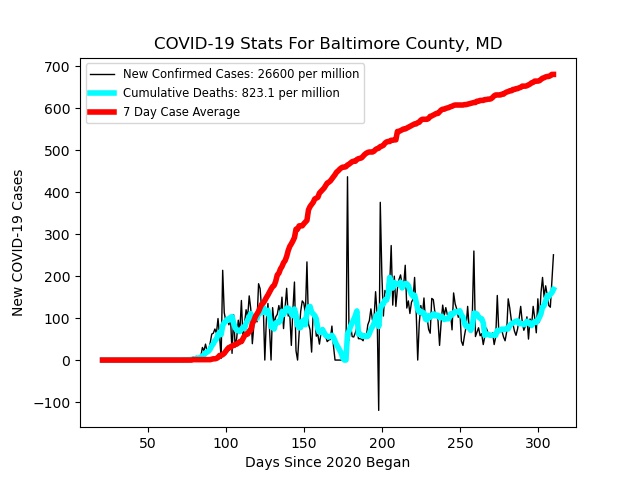 COVID-19 Stats For Baltimore County, MD
New Confirmed Cases: 26600 per million
Cumulative Deaths: 823.1 per million
7 Day Case Average
New COVID-19 Cases
700
600
500
400
300
200
100
0
−100
50 100 150 200 250 300
Days Since 2020 Began